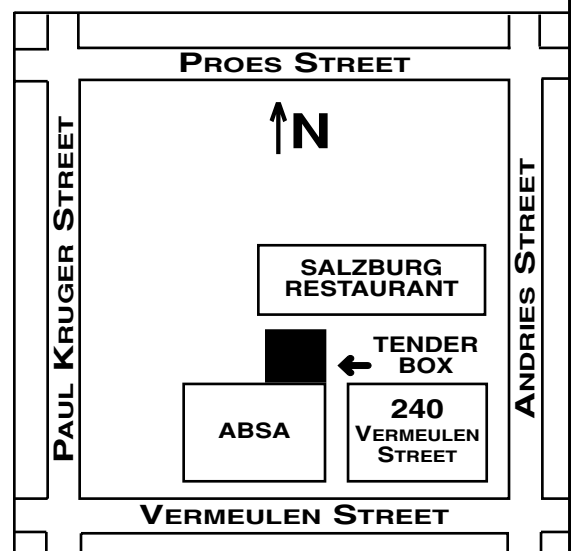 PROES STREET
N
PAUL KRUGER STREET
ANDRIES STREET
SALZBURG
RESTAURANT
TENDER
BOX
ABSA
240
VERMEULEN
STREET
VERMEULEN STREET